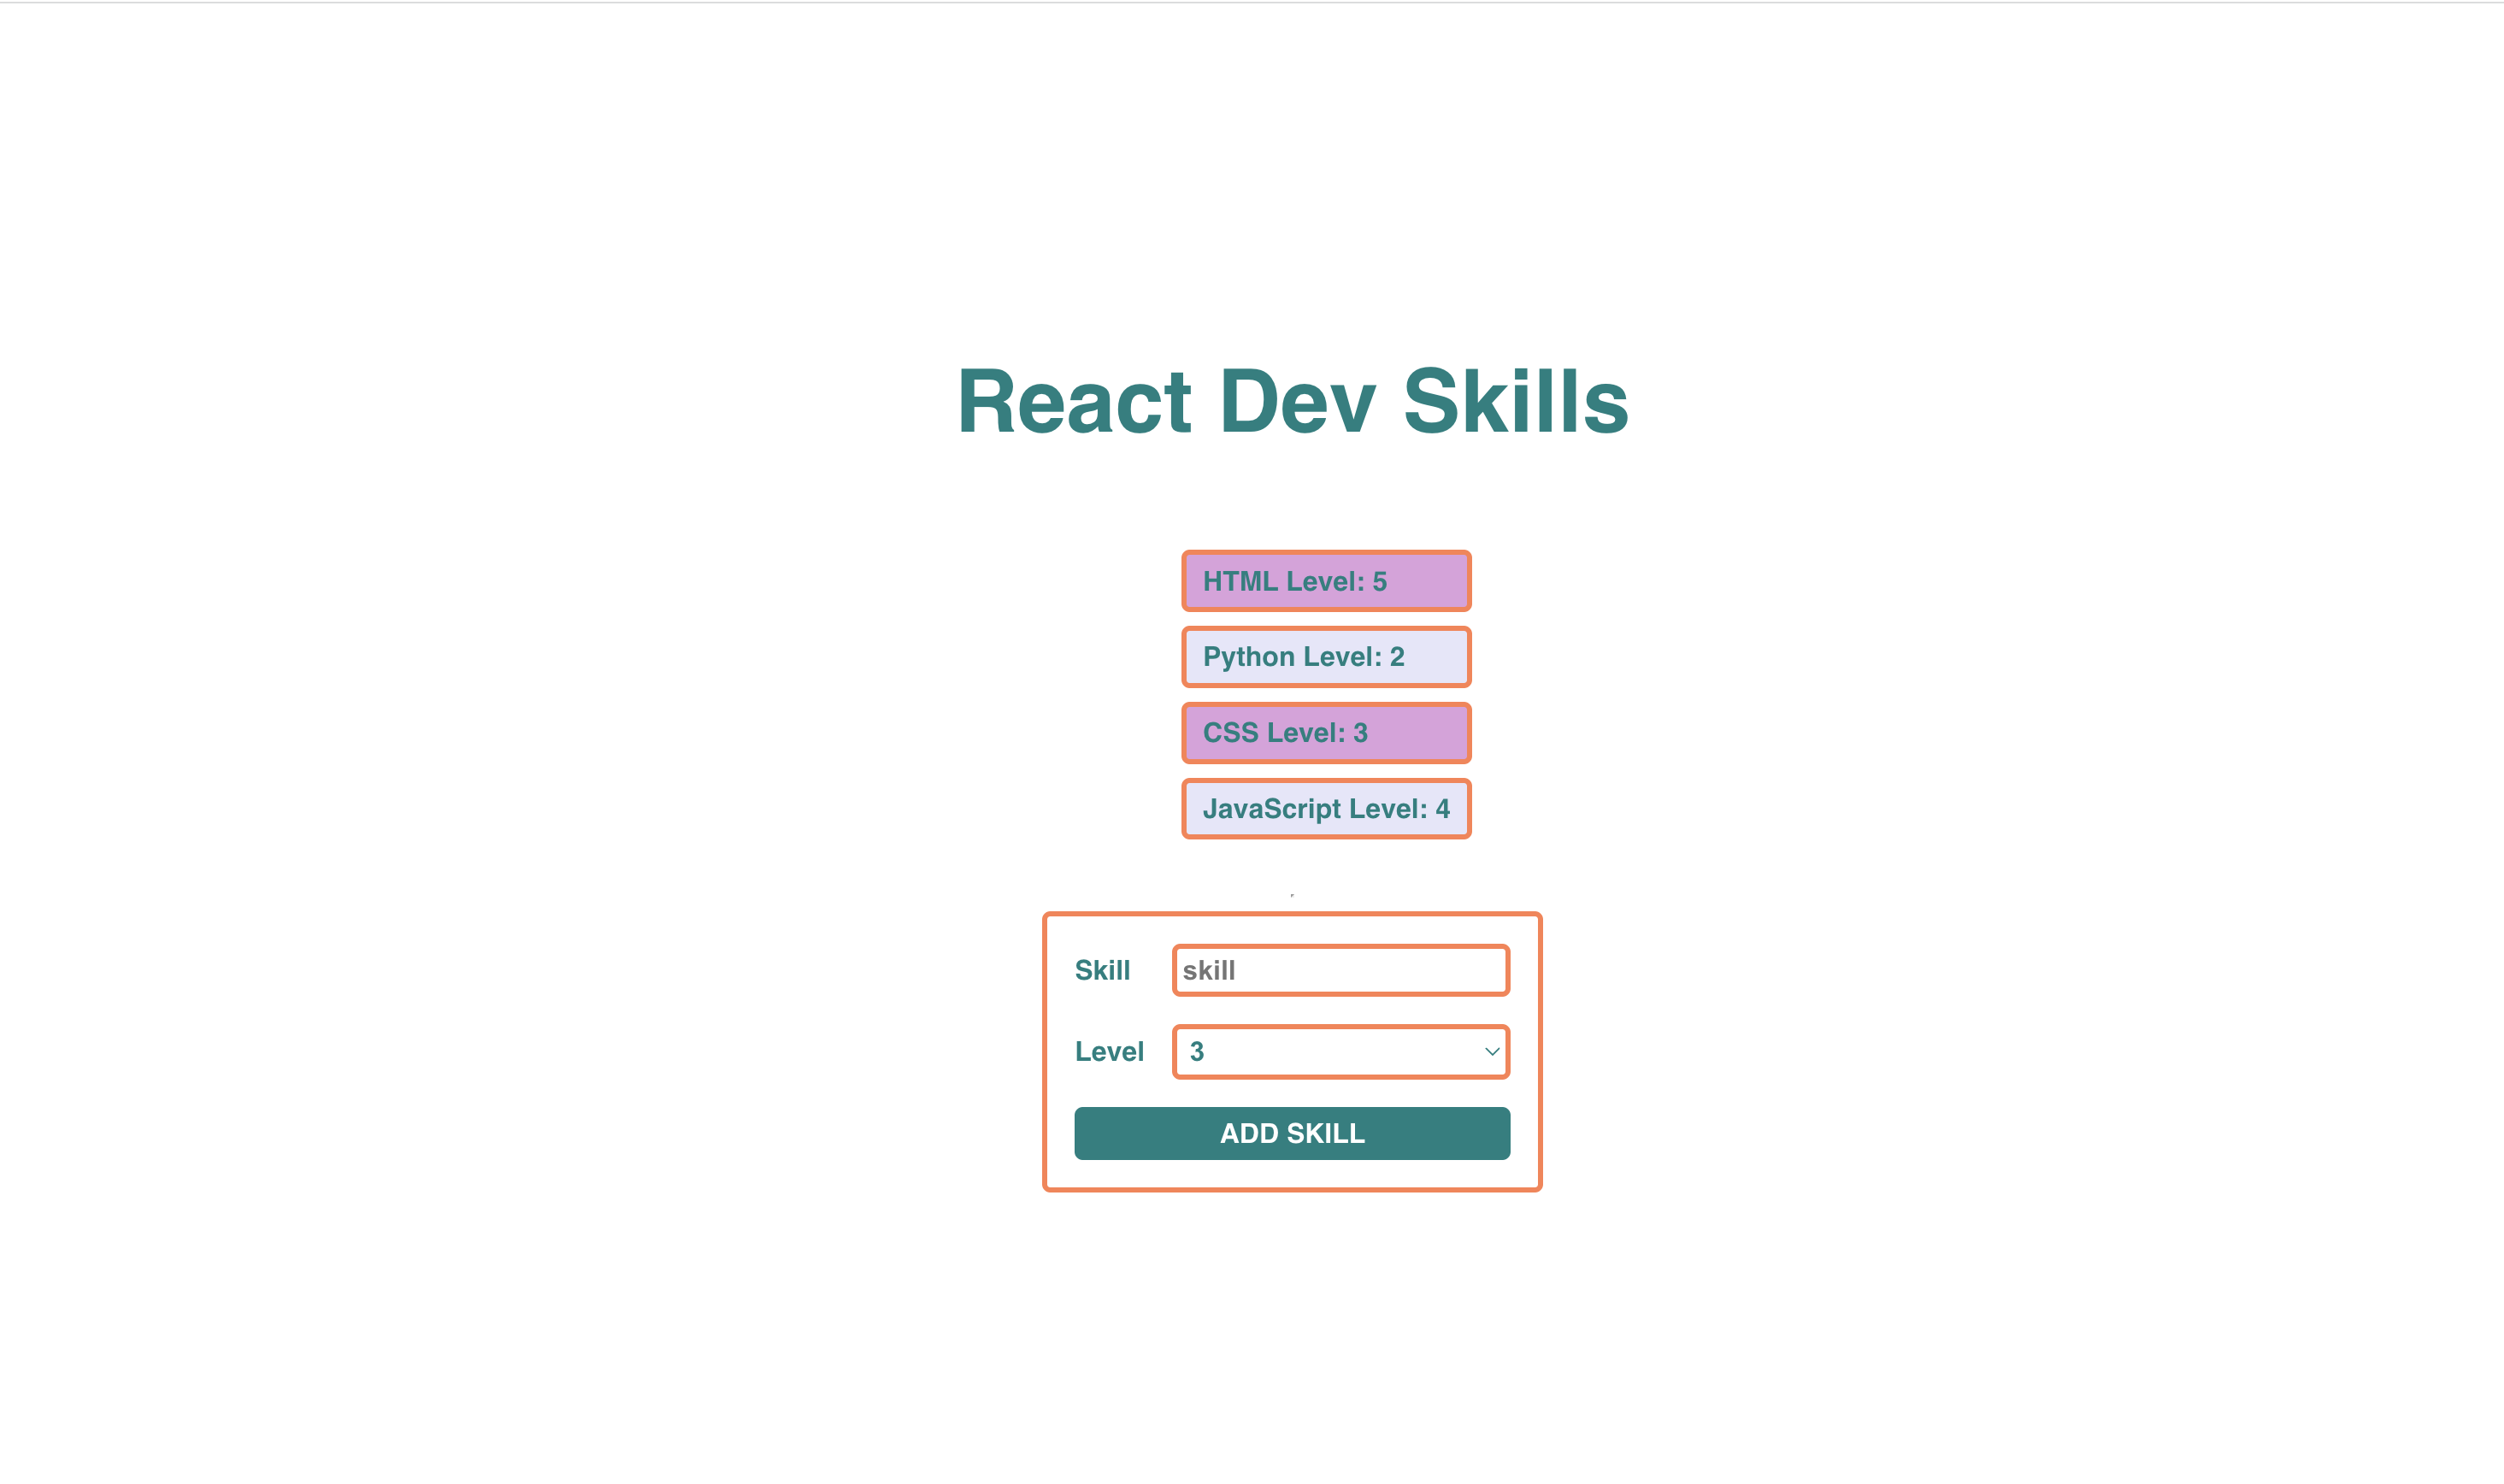 React Dev Skills
HTML Level: 5
Python Level: 2
CSS Level: 3
JavaScript Level: 4
Skill skill
Level 3
ADD SKILL